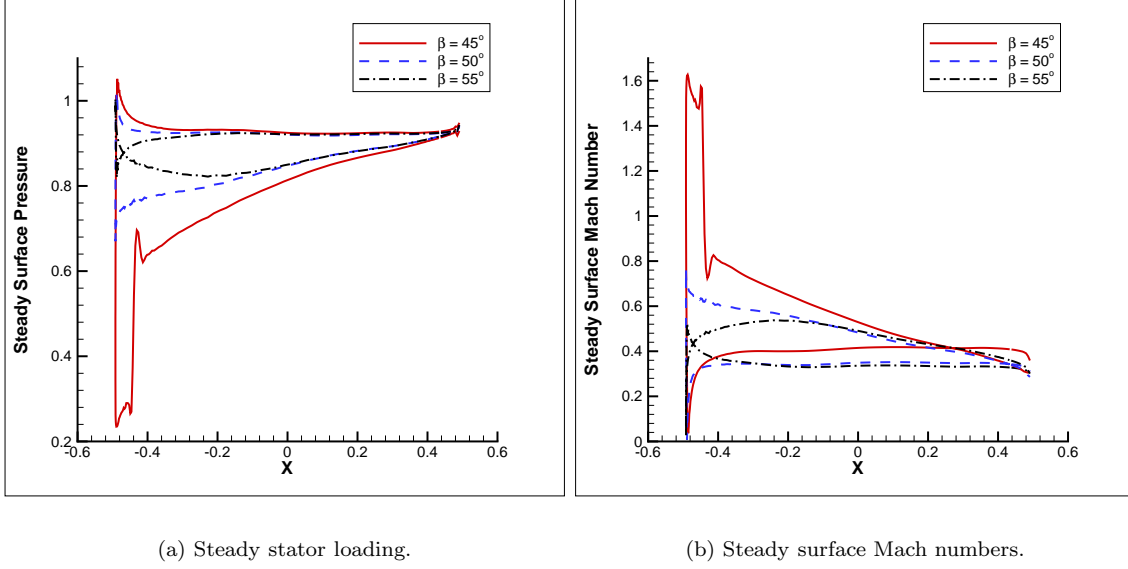 β = 45°
β = 50°
β = 55°
Steady Surface Pressure
1
0.8
0.6
0.4
0.2
-0.6 -0.4 -0.2 0 0.2 0.4 0.6
X
(a) Steady stator loading.
β = 45°
β = 50°
β = 55°
Steady Surface Mach Number
1.6
1.4
1.2
1
0.8
0.6
0.4
0.2
0
-0.6 -0.4 -0.2 0 0.2 0.4 0.6
X
(b) Steady surface Mach numbers.